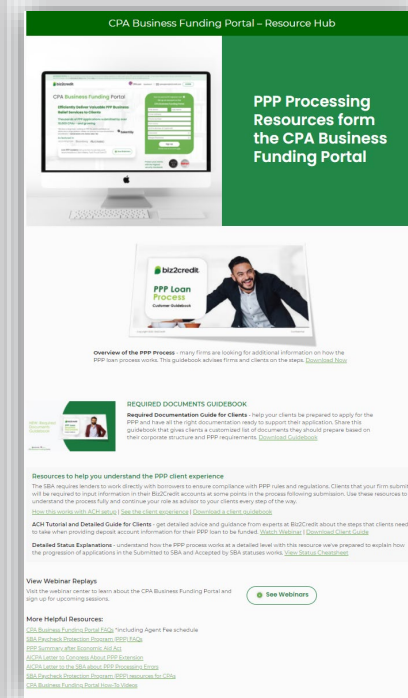 CPA Business Funding Portal – Resource Hub
biz2credit
CPA Business Funding Portal
Efficiently Deliver Valuable PPP Business
Relief Services to Clients
PPP Processing
Resources form
the CPA Business
Funding Portal
biz2credit
PPP Loan
Process
Customer Guidebook
Overview of the PPP Process - many firms are looking for additional information on how the
PPP loan process works. This guidebook advises firms and clients on the steps. Download Now
REQUIRED DOCUMENTS GUIDEBOOK
Required Documentation Guide for Clients - help your clients be prepared to apply for the
PPP and have all the right documentation ready to support their application. Share this
guidebook that gives clients a customized list of documents they should prepare based on
their corporate structure and PPP requirements. Download Guidebook
Resources to help you understand the PPP client experience
The SBA requires lenders to work directly with borrowers to ensure compliance with PPP rules and regulations. Clients that your firm submit
will be required to input information in their Biz2Credit accounts at some points in the process following submission. Use these resources to
understand the process fully and continue your role as advisor to your clients every step of the way.
How this works with ACH setup | See the client experience | Download a client guidebook
ACH Tutorial and Detailed Guide for Clients - get detailed advice and guidance from experts at Biz2Credit about the steps that clients need
to take when providing deposit account information for their PPP loan to be funded. Watch Webinar | Download Client Guide
Detailed Status Explanations - understand how the PPP process works at a detailed level with this resource we've prepared to explain how
the progression of applications in the Submitted to SBA and Accepted by SBA statuses works. View Status Cheatsheet
View Webinar Replays
Visit the webinar center to learn about the CPA Business Funding Portal and
sign up for upcoming sessions.
See Webinars
More Helpful Resources:
CPA Business Funding Portal FAQs *Including Agent Fee schedule
SBA Paycheck Protection Program (PPP) FAQs
PPP Summary after Economic Aid Act
AICPA Letter to Congress About PPP Extension
AICPA Letter to the SBA about PPP Processing Errors
SBA Paycheck Protection Program (PPP) resources for CPAs
CPA Business Funding Portal How-To Videos